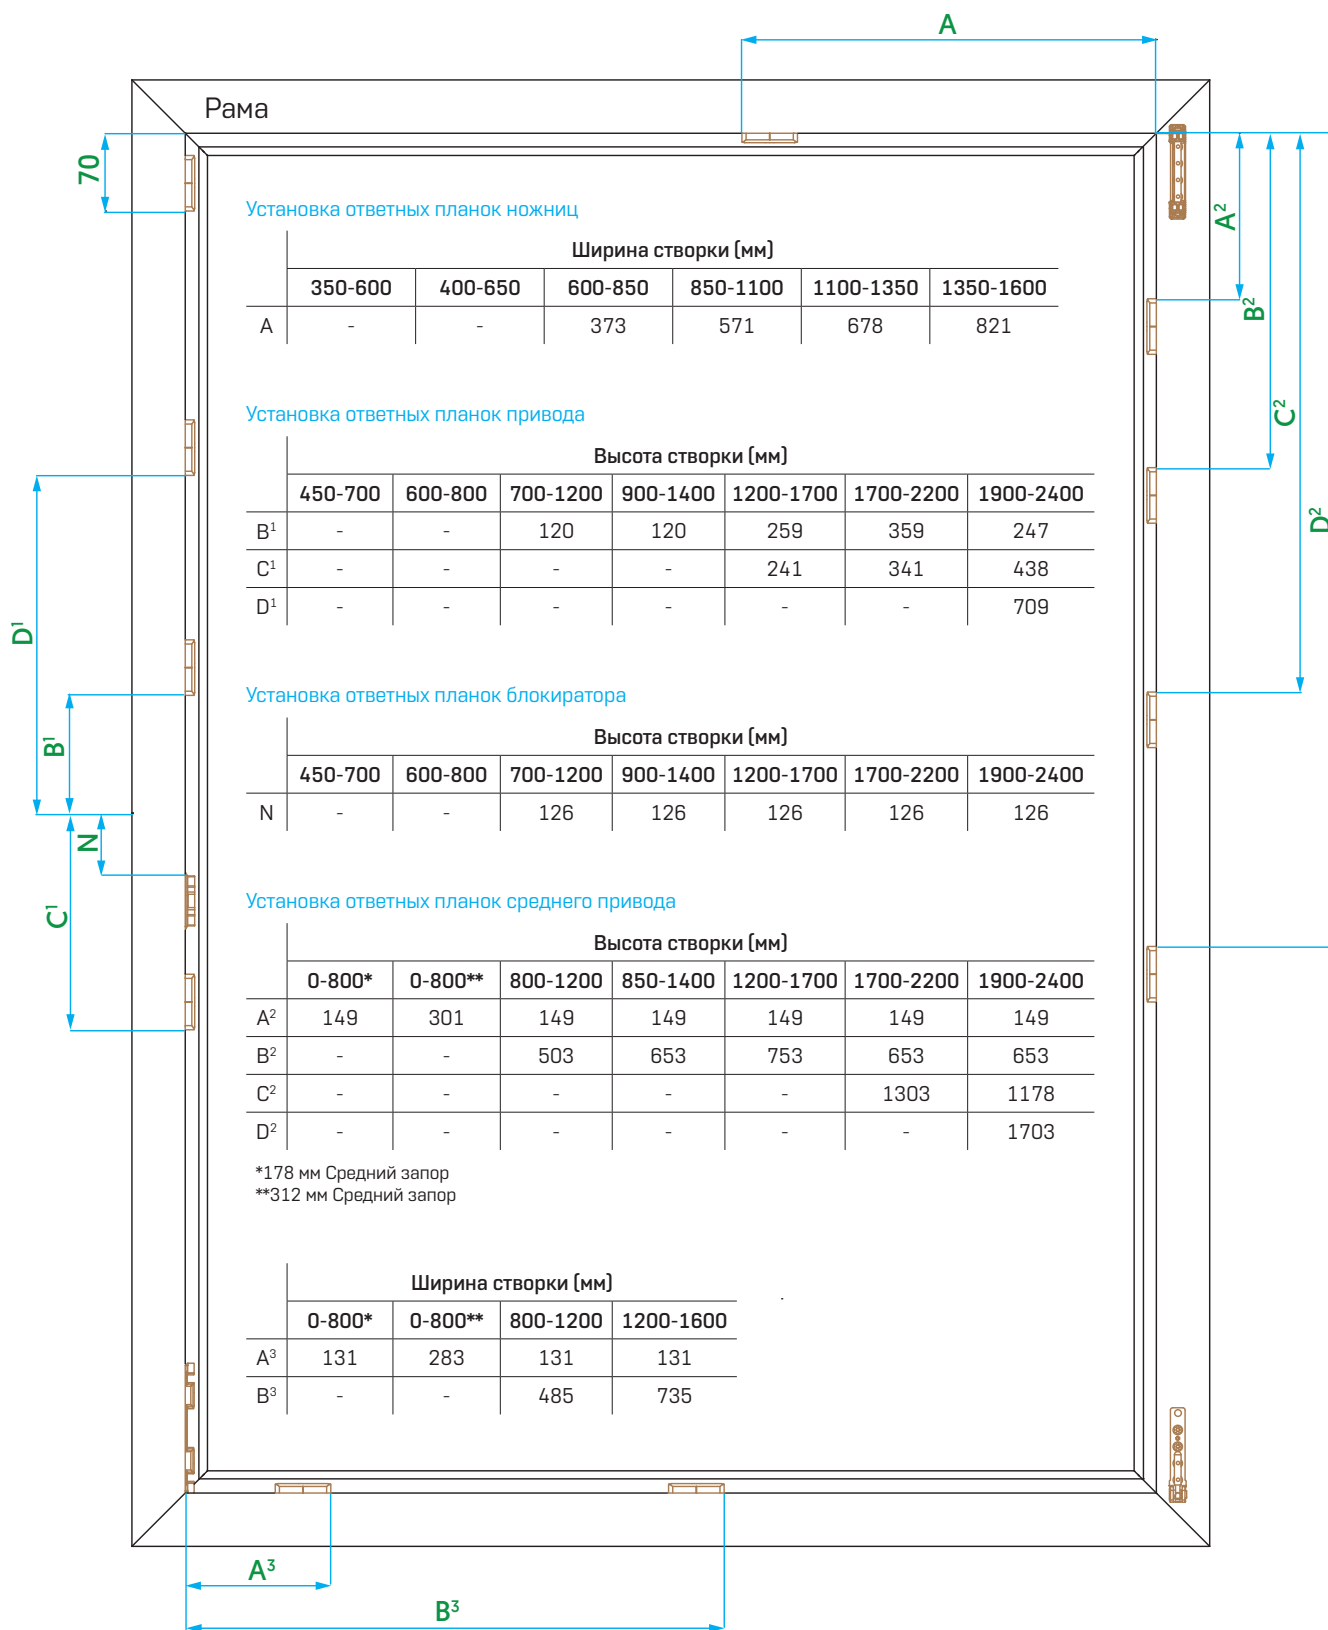 A
Рама
70
A²
B²
C²
D²
Установка ответных планок ножниц
Ширина створки (мм)
350-600 400-650 600-850 850-1100 1100-1350 1350-1600
A - - 373 571 678 821
Установка ответных планок привода
Высота створки (мм)
450-700 600-800 700-1200 900-1400 1200-1700 1700-2200 1900-2400
B¹ - - 120 120 259 359 247
C¹ - - - - 241 341 438
D¹ - - - - - - 709
D¹
B¹
N
C¹
Установка ответных планок блокиратора
Высота створки (мм)
450-700 600-800 700-1200 900-1400 1200-1700 1700-2200 1900-2400
N - - 126 126 126 126 126
Установка ответных планок среднего привода
Высота створки (мм)
0-800* 0-800** 800-1200 850-1400 1200-1700 1700-2200 1900-2400
A² 149 301 149 149 149 149 149
B² - - 503 653 753 653 653
C² - - - - - 1303 1178
D² - - - - - - 1703
*178 мм Средний запор
**312 мм Средний запор
Ширина створки (мм)
0-800* 0-800** 800-1200 1200-1600
A³ 131 283 131 131
B³ - - 485 735
A³
B³